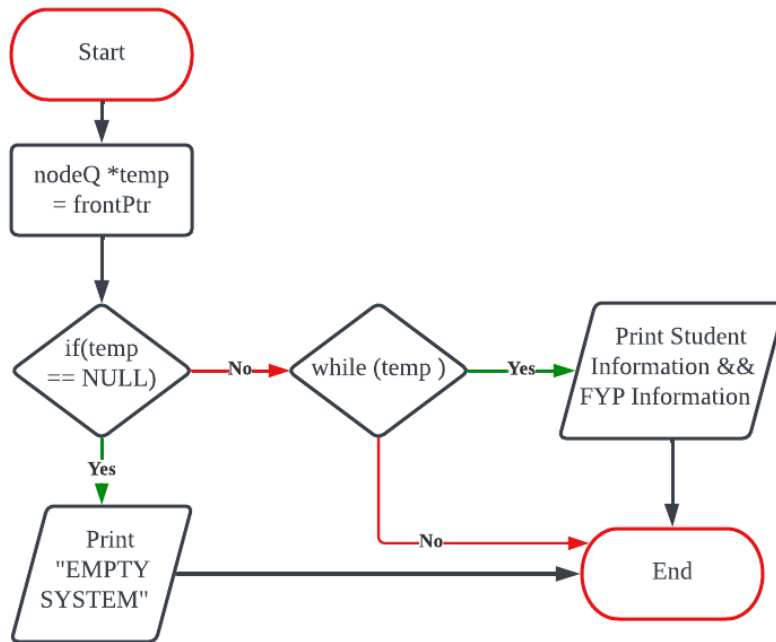 Start
nodeQ *temp
= frontPtr
if(temp
== NULL)
No
while (temp )
Yes
Print Student
Information &&
FYP Information
Yes
Print
"EMPTY
SYSTEM"
No
End